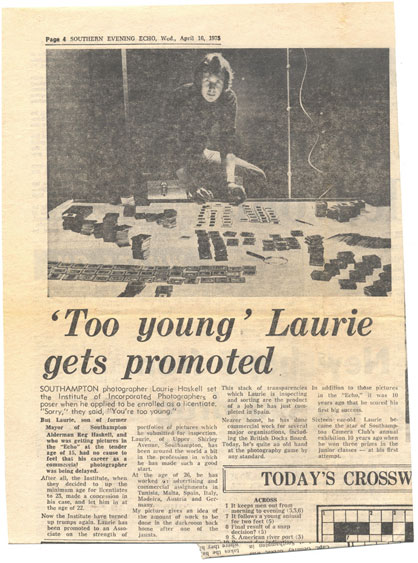 Page 4 SOUTHERN EVENING ECHO, Wed., April 16, 1975
'Too young' Laurie
gets promoted
SOUTHAMPTON photographer Laurie Haskell set
the Institute of Incorporated Photographers a
poser when he applied to be enrolled as a licentiate.
"Sorry," they said, "You're too young."
But Laurie, son of former
Mayor of Southampton
Alderman Reg Haskell, and
who was getting pictures in
the "Echo" at the tender
age of 15, had no cause to
feel that his career as a
commercial photographer
was being delayed.
After all, the Institute, when
they decided to up the
minimum age for licentiates
to 23, made a concession in
his case, and let him in at
the age of 22.
Now the Institute have turned
up trumps again. Laurie has
been promoted to an Asso-
ciate on the strength of
portfolios of pictures which
he submitted for inspection.
Laurie, of Upper Shirley
Avenue, Southampton, has
been around the world a bit
in the profession in which
he has made such a good
start.
At the age of 26, he has
worked on advertising and
commercial assignments in
Tunisia, Malta, Spain, Italy,
Madeira, Austria and Ger-
many.
My picture gives an idea of
the amount of work to be
done in the darkroom back
home after one of the
jaunts.
This stack of transparencies
which Laurie is inspecting
and sorting are the product
of a job he has just com-
pleted in Spain.
Nearer home, he has done
commercial work for several
major organisations, includ-
ing the British Docks Board.
Today, he's quite an old hand
at the photography game by
any standard.
In addition to those pictures
in the "Echo", it was 10
years ago that he scored his
first big success.
Sixteen-year-old Laurie be-
came the star of Southamp-
ton Camera Club's annual
exhibition 10 years ago when
he won three prizes in the
junior classes — at his first
attempt.
TODAY'S CROSSW
ACROSS
1 It keeps men out from
morning to evening (5,3,6)
It follows a young animal
for two feet (5)
Final result of a snap
decision? (5)
S. American river port (3)